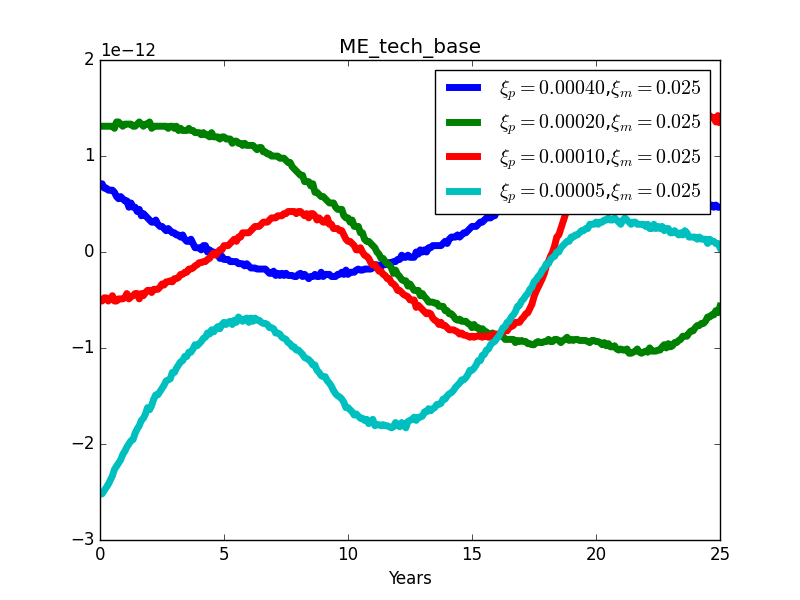 ME_tech_base
1e−12
2
1
0
−1
−2
−3
0 5 10 15 20 25
Years
ξp = 0.00040,ξm = 0.025
ξp = 0.00020,ξm = 0.025
ξp = 0.00010,ξm = 0.025
ξp = 0.00005,ξm = 0.025